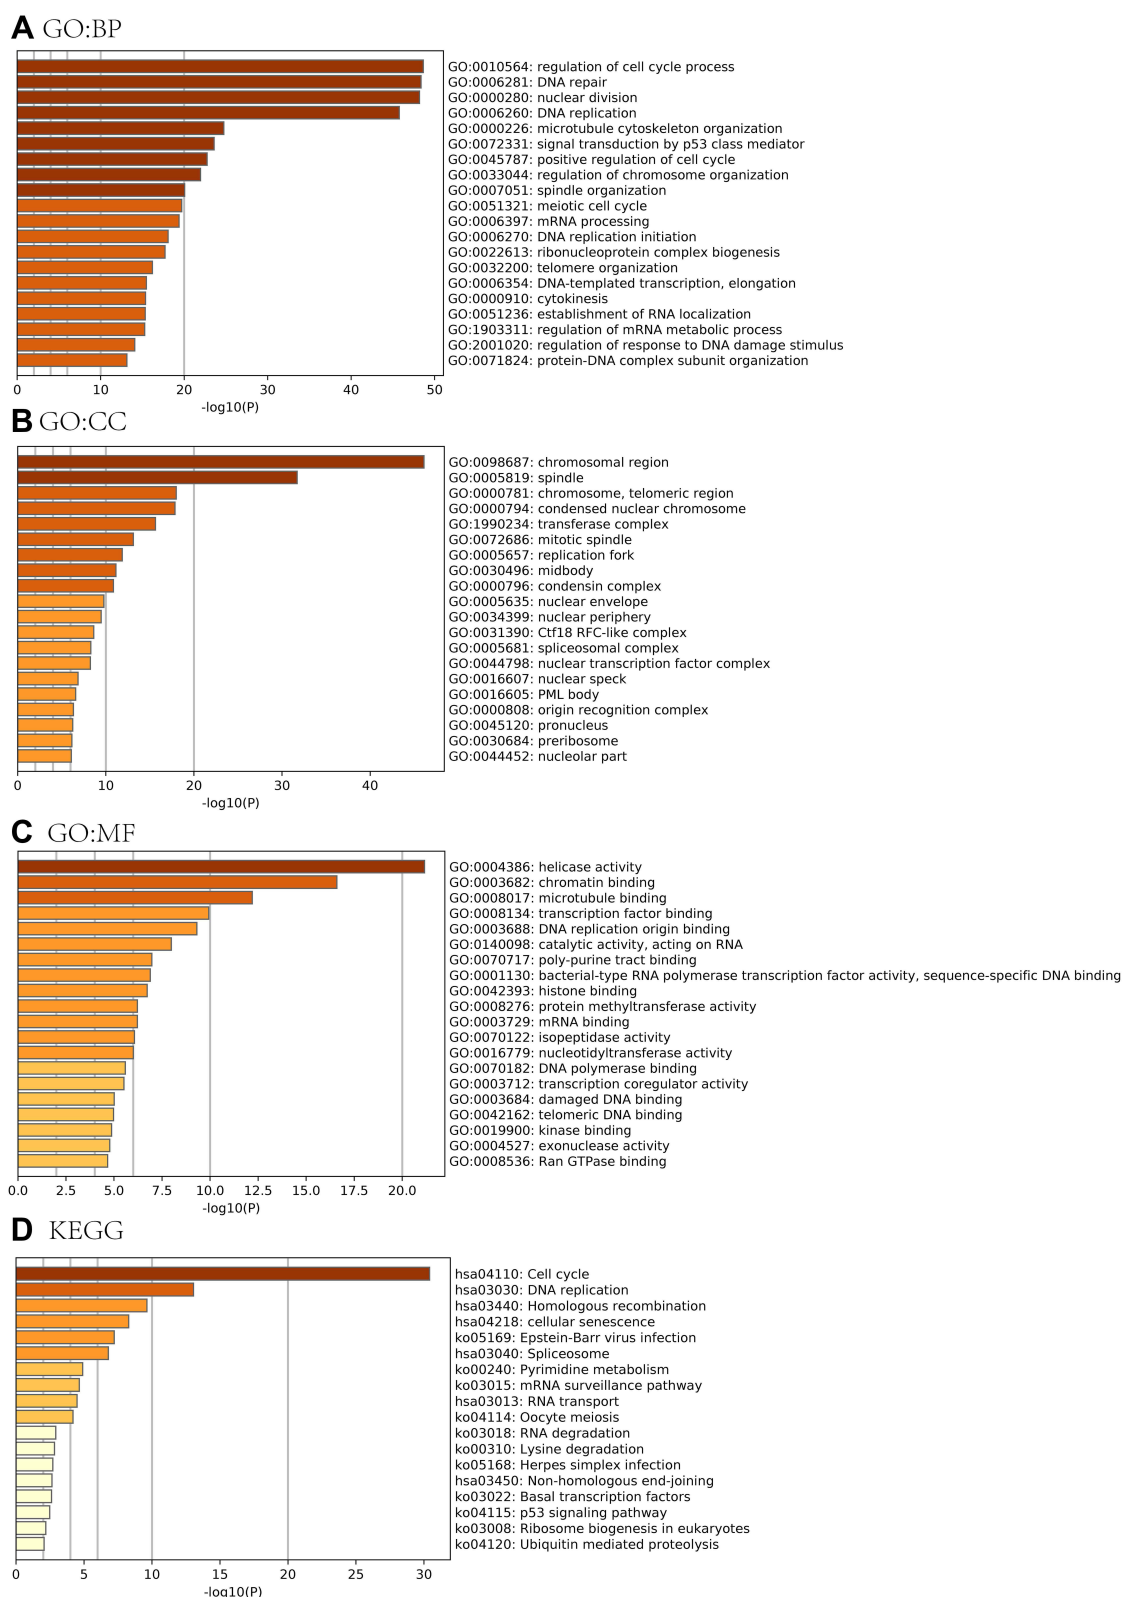 A GO:BP
GO:0010564: regulation of cell cycle process
GO:0006281: DNA repair
GO:0000280: nuclear division
GO:0006260: DNA replication
GO:0000226: microtubule cytoskeleton organization
GO:0072331: signal transduction by p53 class mediator
GO:0045787: positive regulation of cell cycle
GO:0033044: regulation of chromosome organization
GO:0007051: spindle organization
GO:0051321: meiotic cell cycle
GO:0006397: mRNA processing
GO:0006270: DNA replication initiation
GO:0022613: ribonucleoprotein complex biogenesis
GO:0032200: telomere organization
GO:0006354: DNA-templated transcription, elongation
GO:0000910: cytokinesis
GO:0051236: establishment of RNA localization
GO:1903311: regulation of mRNA metabolic process
GO:2001020: regulation of response to DNA damage stimulus
GO:0071824: protein-DNA complex subunit organization
0 10 20 30 40 50
-log10(P)
B GO:CC
GO:0098687: chromosomal region
GO:0005819: spindle
GO:0000781: chromosome, telomeric region
GO:0000794: condensed nuclear chromosome
GO:1990234: transferase complex
GO:0072686: mitotic spindle
GO:0005657: replication fork
GO:0030496: midbody
GO:0000796: condensin complex
GO:0005635: nuclear envelope
GO:0034399: nuclear periphery
GO:0031390: Ctf18 RFC-like complex
GO:0005681: spliceosomal complex
GO:0044798: nuclear transcription factor complex
GO:0016607: nuclear speck
GO:0016605: PML body
GO:0000808: origin recognition complex
GO:0045120: pronucleus
GO:0030684: preribosome
GO:0044452: nucleolar part
0 10 20 30 40
-log10(P)
C GO:MF
GO:0004386: helicase activity
GO:0003682: chromatin binding
GO:0008017: microtubule binding
GO:0008134: transcription factor binding
GO:0003688: DNA replication origin binding
GO:0140098: catalytic activity, acting on RNA
GO:0070717: poly-purine tract binding
GO:0001130: bacterial-type RNA polymerase transcription factor activity, sequence-specific DNA binding
GO:0042393: histone binding
GO:0008276: protein methyltransferase activity
GO:0003729: mRNA binding
GO:0070122: isopeptidase activity
GO:0016779: nucleotidyltransferase activity
GO:0070182: DNA polymerase binding
GO:0003712: transcription coregulator activity
GO:0003684: damaged DNA binding
GO:0042162: telomeric DNA binding
GO:0019900: kinase binding
GO:0004527: exonuclease activity
GO:0008536: Ran GTPase binding
0.0 2.5 5.0 7.5 10.0 12.5 15.0 17.5 20.0
-log10(P)
D KEGG
hsa04110: Cell cycle
hsa03030: DNA replication
hsa03440: Homologous recombination
hsa04218: cellular senescence
ko05169: Epstein-Barr virus infection
hsa03040: Spliceosome
ko00240: Pyrimidine metabolism
ko03015: mRNA surveillance pathway
hsa03013: RNA transport
ko04114: Oocyte meiosis
ko03018: RNA degradation
ko00310: Lysine degradation
ko05168: Herpes simplex infection
hsa03450: Non-homologous end-joining
ko03022: Basal transcription factors
ko04115: p53 signaling pathway
ko03008: Ribosome biogenesis in eukaryotes
ko04120: Ubiquitin mediated proteolysis
0 5 10 15 20 25 30
-log10(P)